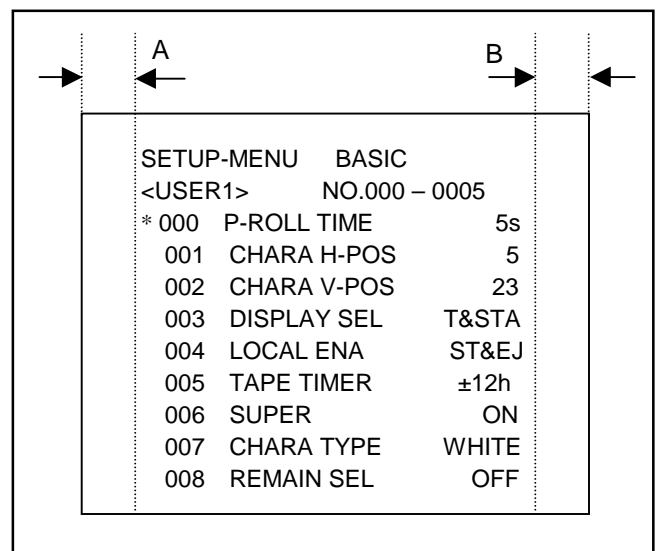 A B
SETUP-MENU BASIC
<USER1> NO.000 – 0005
* 000 P-ROLL TIME 5s
001 CHARA H-POS 5
002 CHARA V-POS 23
003 DISPLAY SEL T&STA
004 LOCAL ENA ST&EJ
005 TAPE TIMER ±12h
006 SUPER ON
007 CHARA TYPE WHITE
008 REMAIN SEL OFF